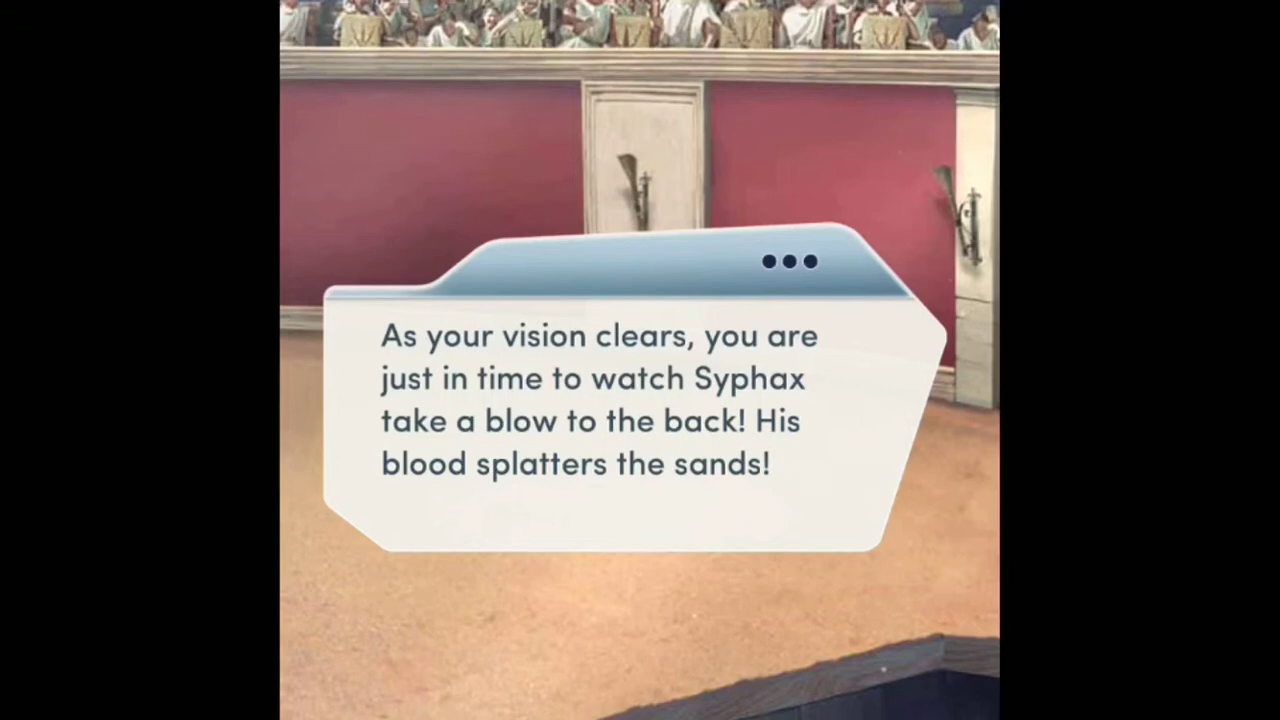 As your vision clears, you are
just in time to watch Syphax
take a blow to the back! His
blood splatters the sands!